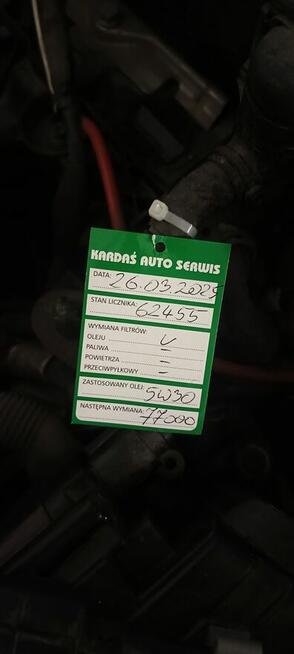 KARDAŚ AUTO SERWIS
DATA: 26.03.2025
STAN LICZNIKA: 62455
WYMIANA FILTRÓW:
OLEJU V
PALIWA –
POWIETRZA –
PRZECIWPYŁKOWY –
ZASTOSOWANY OLEJ: 5W30
NASTĘPNA WYMIANA: 77000